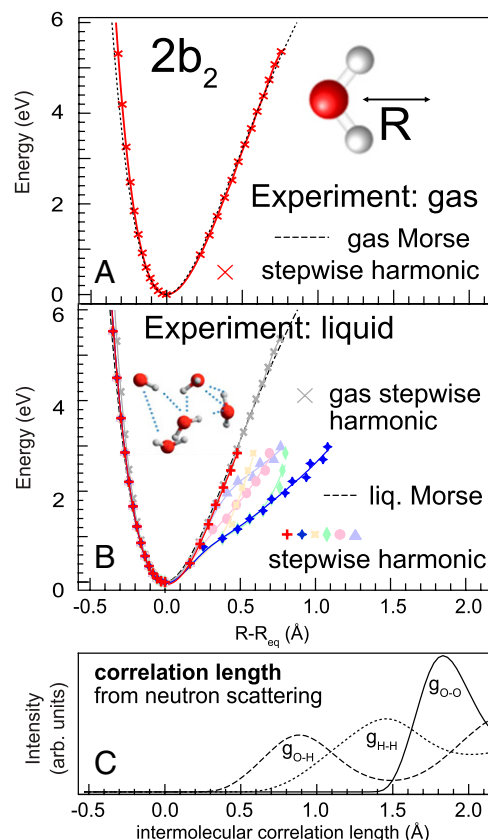 6
4
2
0
Energy (eV)
2b2
R
Experiment: gas
gas Morse
stepwise harmonic
A
6
4
2
0
Energy (eV)
Experiment: liquid
gas stepwise
harmonic
liq. Morse
stepwise harmonic
B
-0.5 0.0 0.5 1.0 1.5 2.0
R-Req (Å)
correlation length
from neutron scattering
gO-O
gH-H
gO-H
C
Intensity
(arb. units)
-0.5 0.0 0.5 1.0 1.5 2.0
intermolecular correlation length (Å)